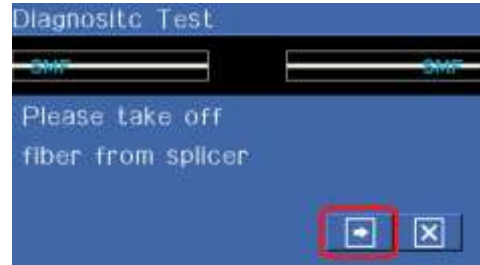 Diagnositc Test
SMF SMF
Please take off
fiber from splicer